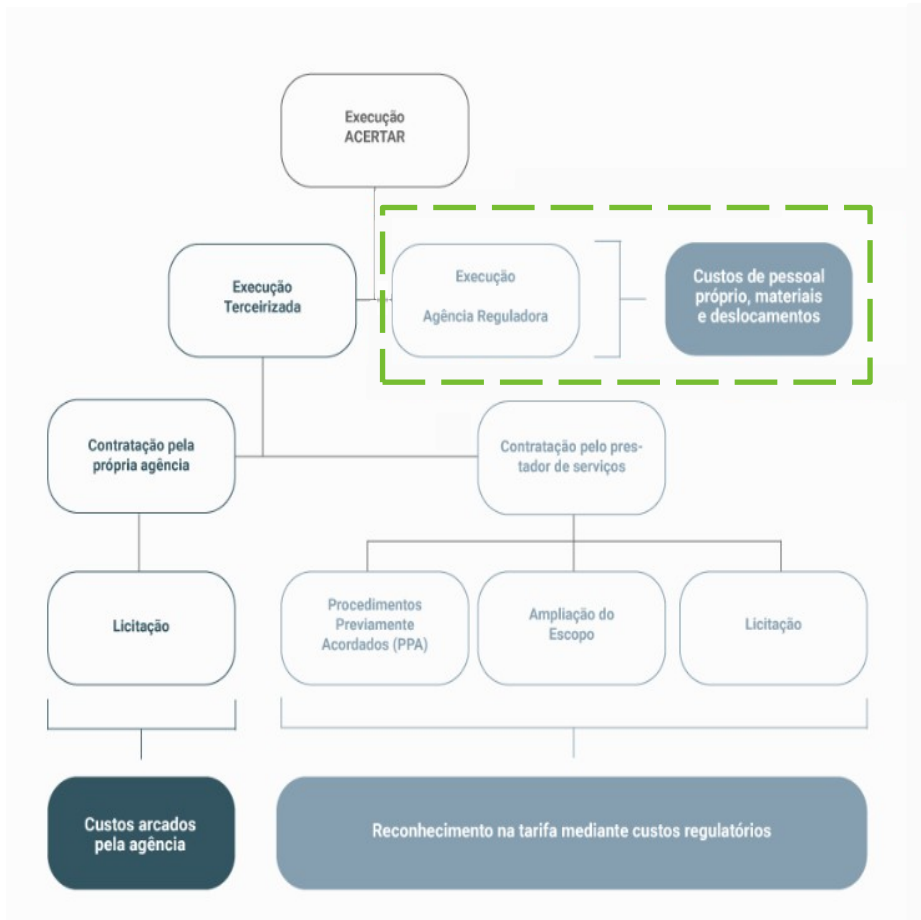 Execução
ACERTAR
Execução
Terceirizada
Execução
Agência Reguladora
Custos de pessoal
próprio, materiais
e deslocamentos
Contratação pela
própria agência
Contratação pelo pres-
tador de serviços
Licitação
Procedimentos
Previamente
Acordados (PPA)
Ampliação do
Escopo
Licitação
Custos arcados
pela agência
Reconhecimento na tarifa mediante custos regulatórios